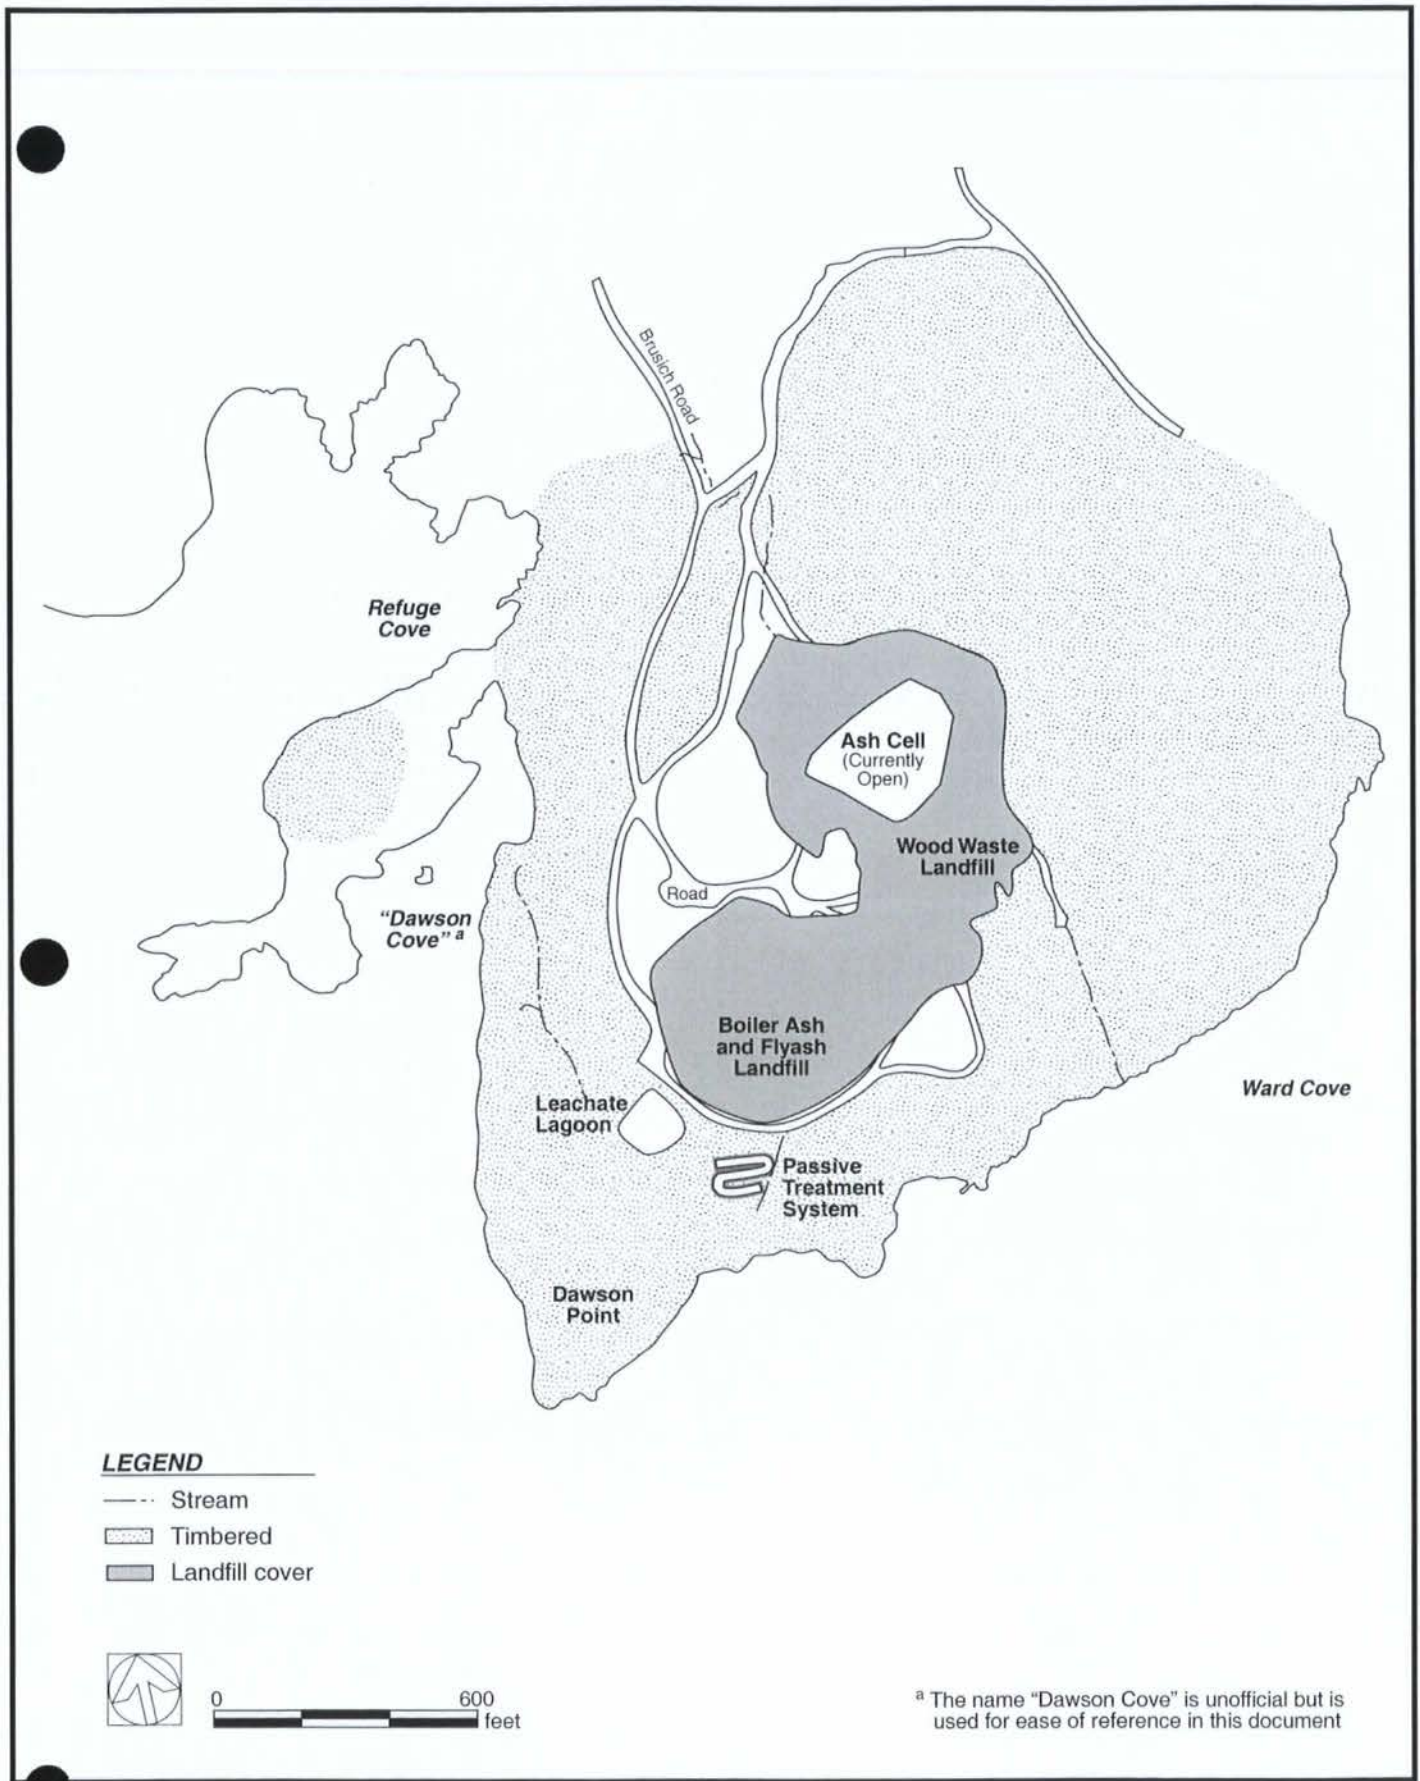 Brusich Road
Refuge
Cove
Ash Cell
(Currently
Open)
Wood Waste
Landfill
Road
“Dawson
Cove” a
Boiler Ash
and Flyash
Landfill
Ward Cove
Leachate
Lagoon
Passive
Treatment
System
Dawson
Point
LEGEND
Stream
Timbered
Landfill cover
0 600
feet
a The name “Dawson Cove” is unofficial but is
used for ease of reference in this document